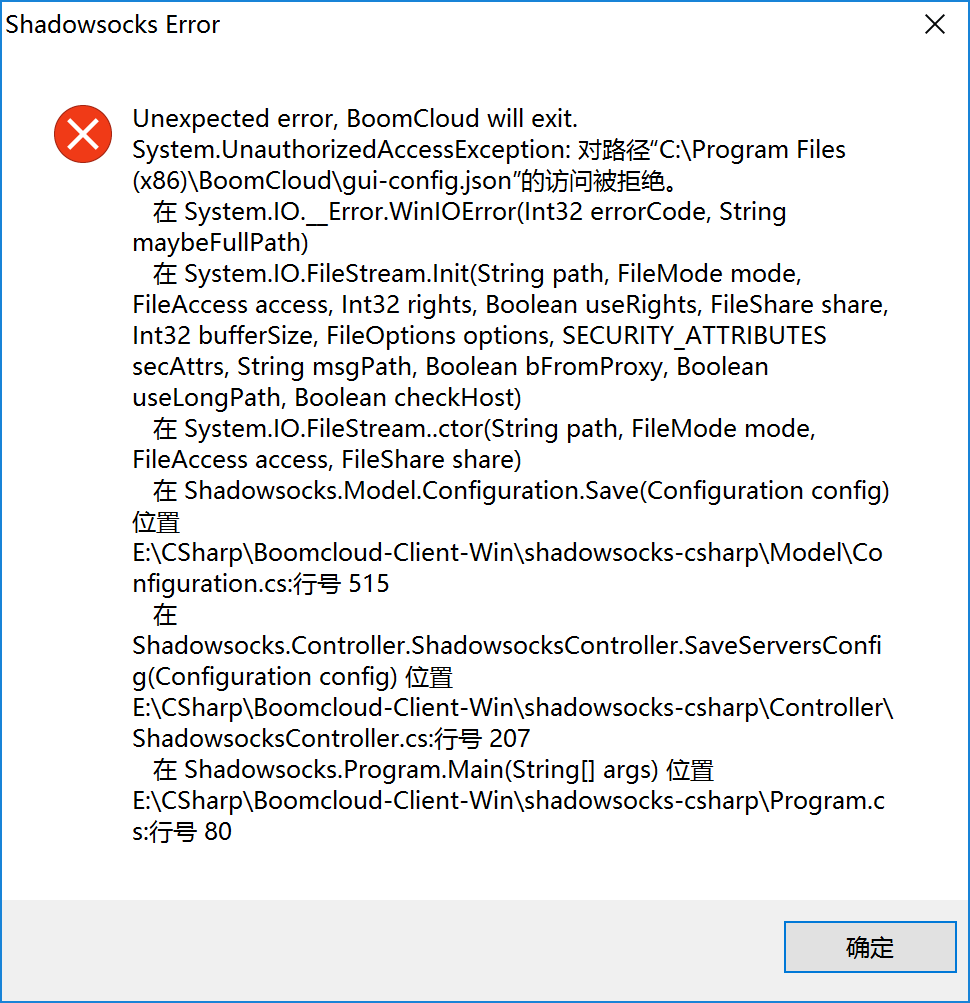 Shadowsocks Error
Unexpected error, BoomCloud will exit.
System.UnauthorizedAccessException: 对路径“C:\Program Files
(x86)\BoomCloud\gui-config.json”的访问被拒绝。
在 System.IO.__Error.WinIOError(Int32 errorCode, String
maybeFullPath)
在 System.IO.FileStream.Init(String path, FileMode mode,
FileAccess access, Int32 rights, Boolean useRights, FileShare share,
Int32 bufferSize, FileOptions options, SECURITY_ATTRIBUTES
secAttrs, String msgPath, Boolean bFromProxy, Boolean
useLongPath, Boolean checkHost)
在 System.IO.FileStream..ctor(String path, FileMode mode,
FileAccess access, FileShare share)
在 Shadowsocks.Model.Configuration.Save(Configuration config)
位置
E:\CSharp\Boomcloud-Client-Win\shadowsocks-csharp\Model\Co
nfiguration.cs:行号 515
在
Shadowsocks.Controller.ShadowsocksController.SaveServersConfi
g(Configuration config) 位置
E:\CSharp\Boomcloud-Client-Win\shadowsocks-csharp\Controller\
ShadowsocksController.cs:行号 207
在 Shadowsocks.Program.Main(String[] args) 位置
E:\CSharp\Boomcloud-Client-Win\shadowsocks-csharp\Program.c
s:行号 80
确定